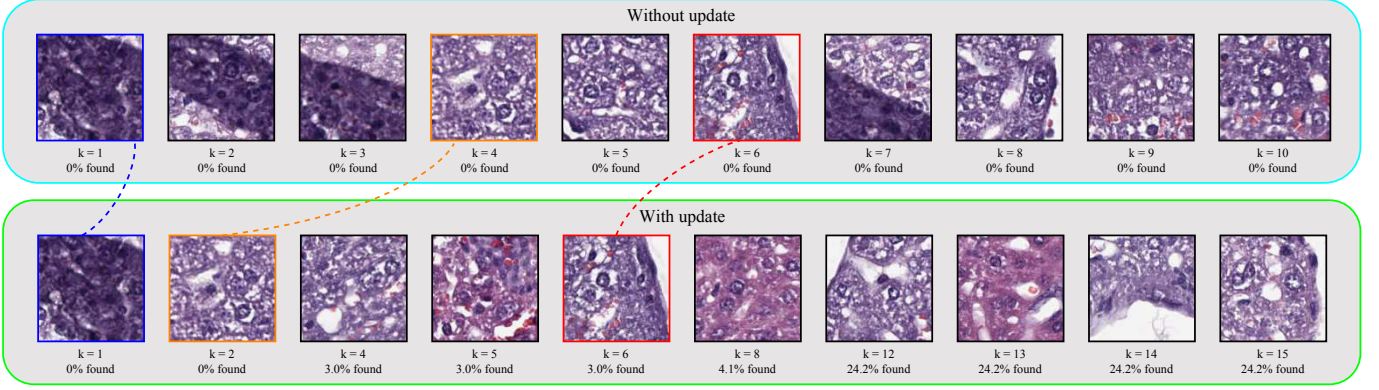 Without update
k = 1 k = 2 k = 3 k = 4 k = 5 k = 6 k = 7 k = 8 k = 9 k = 10
0% found 0% found 0% found 0% found 0% found 0% found 0% found 0% found 0% found 0% found
With update
k = 1 k = 2 k = 4 k = 5 k = 6 k = 8 k = 12 k = 13 k = 14 k = 15
0% found 0% found 3.0% found 3.0% found 3.0% found 4.1% found 24.2% found 24.2% found 24.2% found 24.2% found